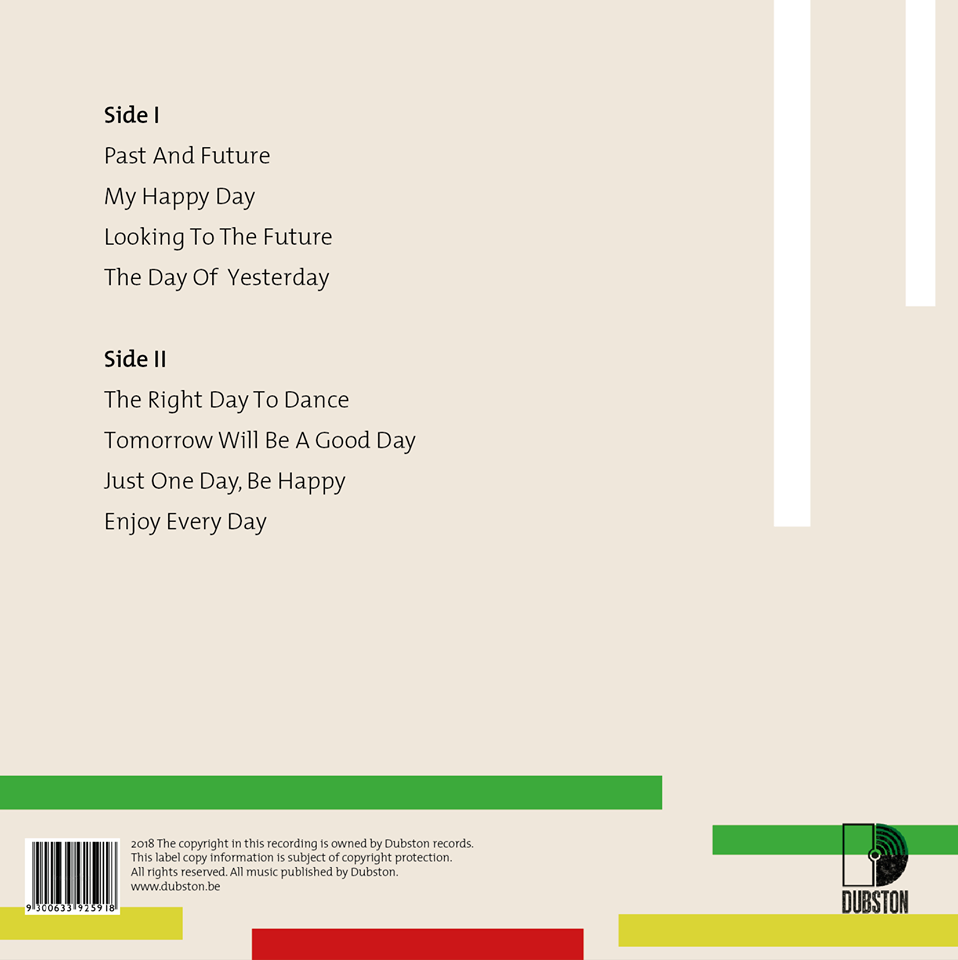 Side I
Past And Future
My Happy Day
Looking To The Future
The Day Of  Yesterday
Side II
The Right Day To Dance
Tomorrow Will Be A Good Day
Just One Day, Be Happy
Enjoy Every Day
2018 The copyright in this recording is owned by Dubston records.
This label copy information is subject of copyright protection.
All rights reserved. All music published by Dubston.
www.dubston.be
9 300633 925918
DUBSTON